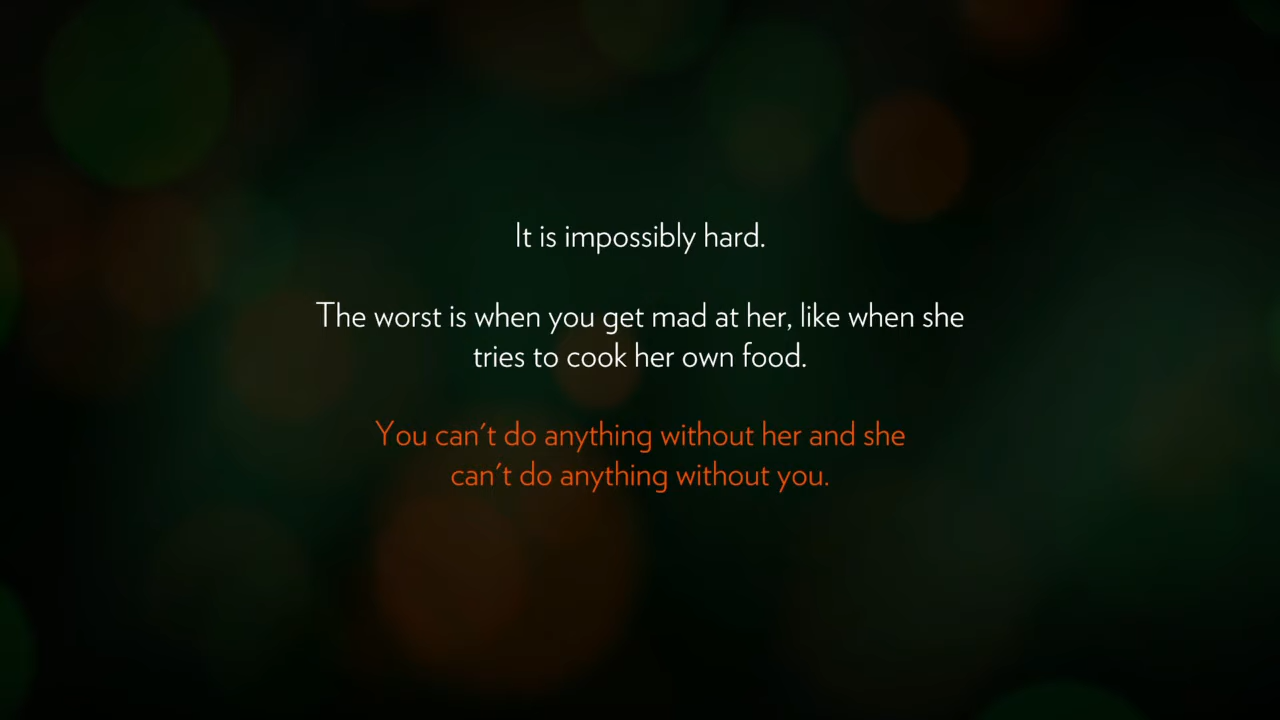 It is impossibly hard.
The worst is when you get mad at her, like when she
tries to cook her own food.
You can't do anything without her and she
can't do anything without you.